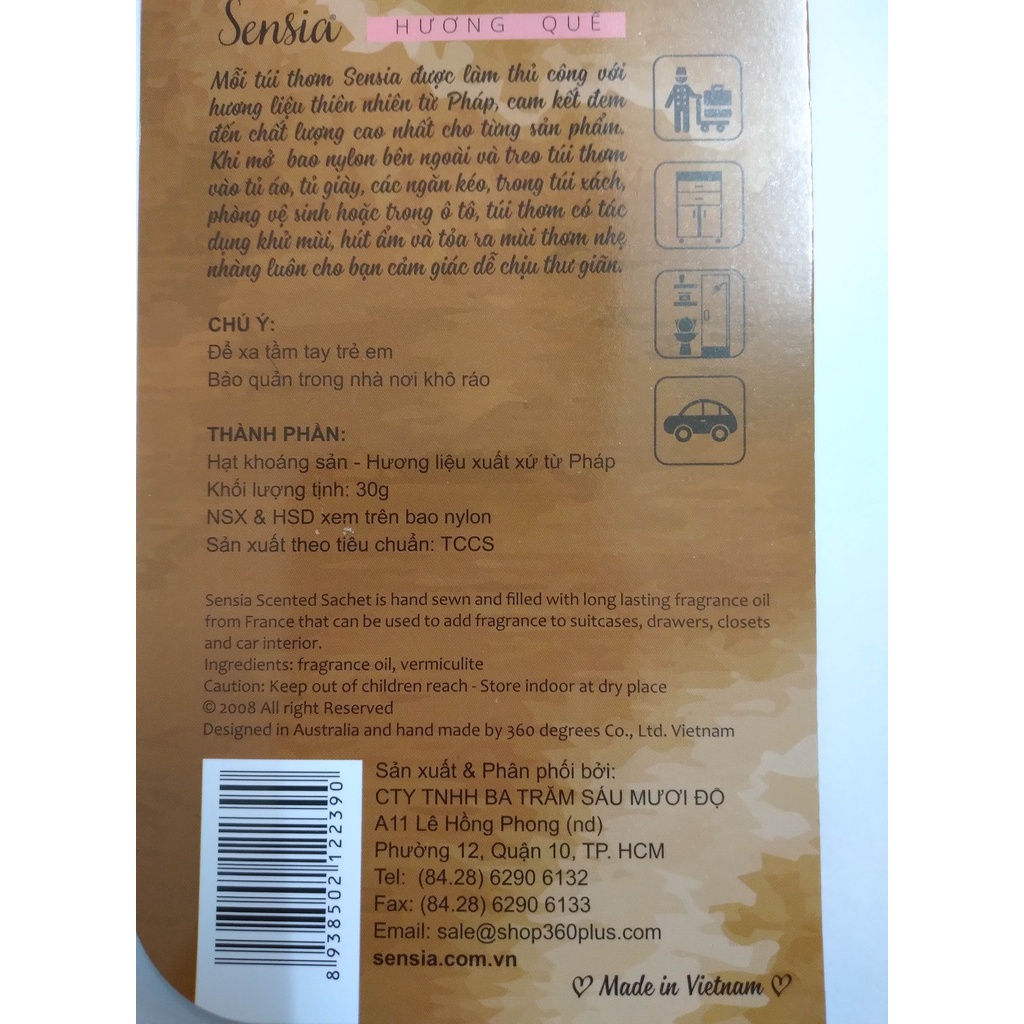 Sensia® HƯƠNG QUẾ
Mỗi túi thơm Sensia được làm thủ công với
hương liệu thiên nhiên từ Pháp, cam kết đem
đến chất lượng cao nhất cho từng sản phẩm.
Khi mở bao nylon bên ngoài và treo túi thơm
vào tủ áo, tủ giày, các ngăn kéo, trong túi xách,
phòng vệ sinh hoặc trong ô tô, túi thơm có tác
dụng khử mùi, hút ẩm và tỏa ra mùi thơm nhẹ
nhàng luôn cho bạn cảm giác dễ chịu thư giãn.
CHÚ Ý:
Để xa tầm tay trẻ em
Bảo quản trong nhà nơi khô ráo
THÀNH PHẦN:
Hạt khoáng sản - Hương liệu xuất xứ từ Pháp
Khối lượng tịnh: 30g
NSX & HSD xem trên bao nylon
Sản xuất theo tiêu chuẩn: TCCS
Sensia Scented Sachet is hand sewn and filled with long lasting fragrance oil
from France that can be used to add fragrance to suitcases, drawers, closets
and car interior.
Ingredients: fragrance oil, vermiculite
Caution: Keep out of children reach - Store indoor at dry place
© 2008 All right Reserved
Designed in Australia and hand made by 360 degrees Co., Ltd. Vietnam
Sản xuất & Phân phối bởi:
CTY TNHH BA TRĂM SÁU MƯƠI ĐỘ
A11 Lê Hồng Phong (nd)
Phường 12, Quận 10, TP. HCM
Tel: (84.28) 6290 6132
Fax: (84.28) 6290 6133
Email: sale@shop360plus.com
sensia.com.vn
♡ Made in Vietnam ♡
8 938502 122390